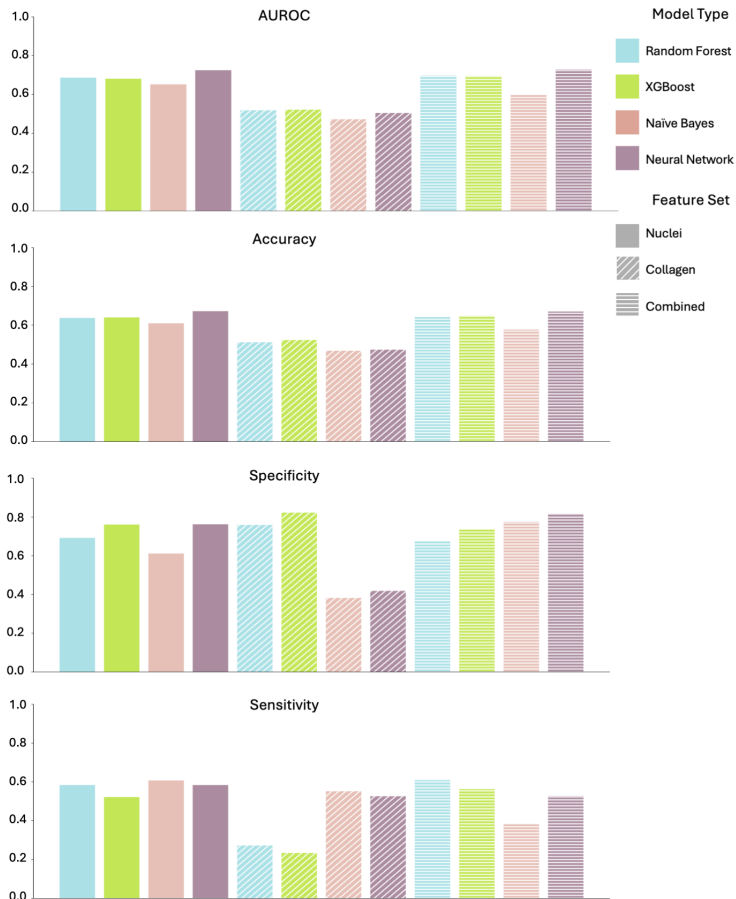 AUROC
1.0
0.8
0.6
0.4
0.2
0.0
Model Type
Random Forest
XGBoost
Naïve Bayes
Neural Network
Feature Set
Nuclei
Collagen
Combined
Accuracy
1.0
0.8
0.6
0.4
0.2
0.0
Specificity
1.0
0.8
0.6
0.4
0.2
0.0
Sensitivity
1.0
0.8
0.6
0.4
0.2
0.0